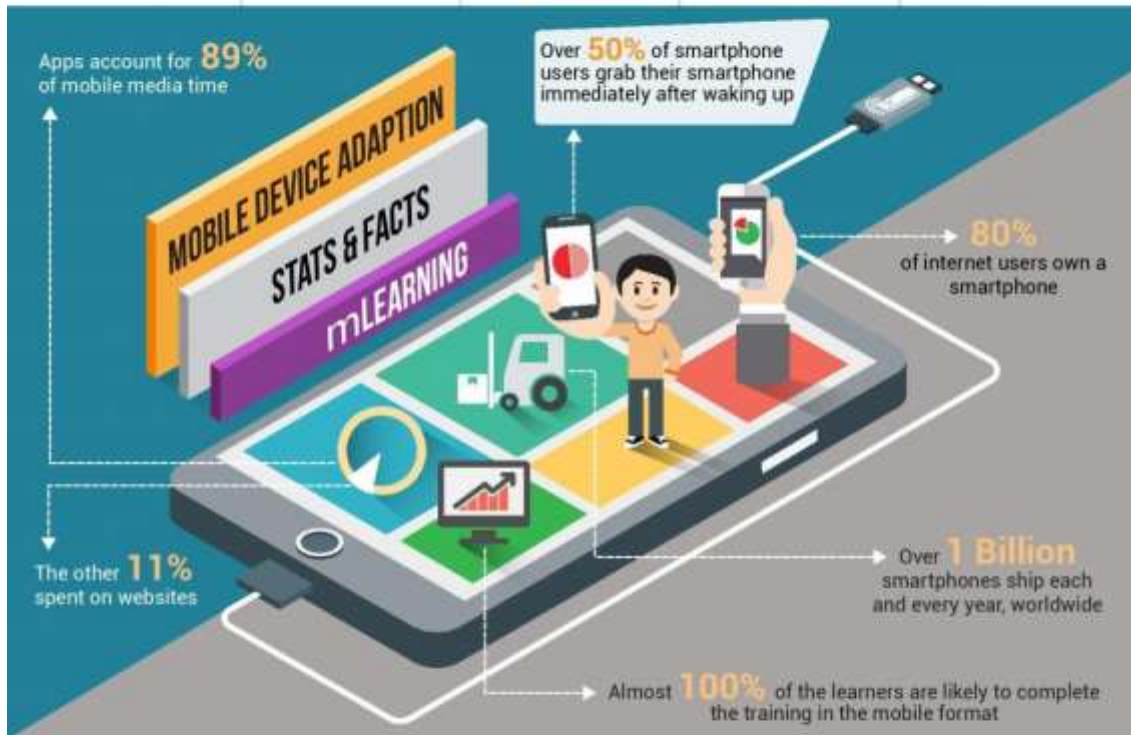 Apps account for 89%
of mobile media time
Over 50% of smartphone
users grab their smartphone
immediately after waking up
MOBILE DEVICE ADAPTION
STATS & FACTS
mLEARNING
80%
of internet users own a
smartphone
The other 11%
spent on websites
Over 1 Billion
smartphones ship each
and every year, worldwide
Almost 100% of the learners are likely to complete
the training in the mobile format